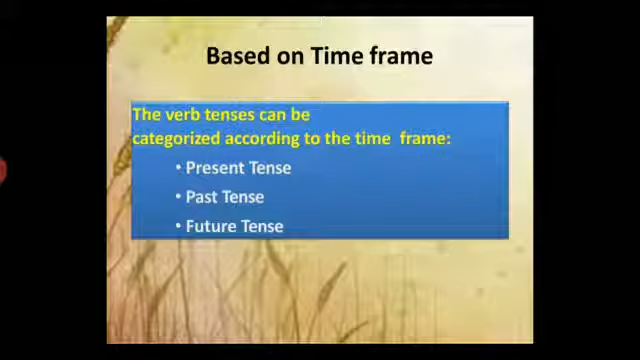 Based on Time frame
The verb tenses can be
categorized according to the time frame:
• Present Tense
• Past Tense
• Future Tense